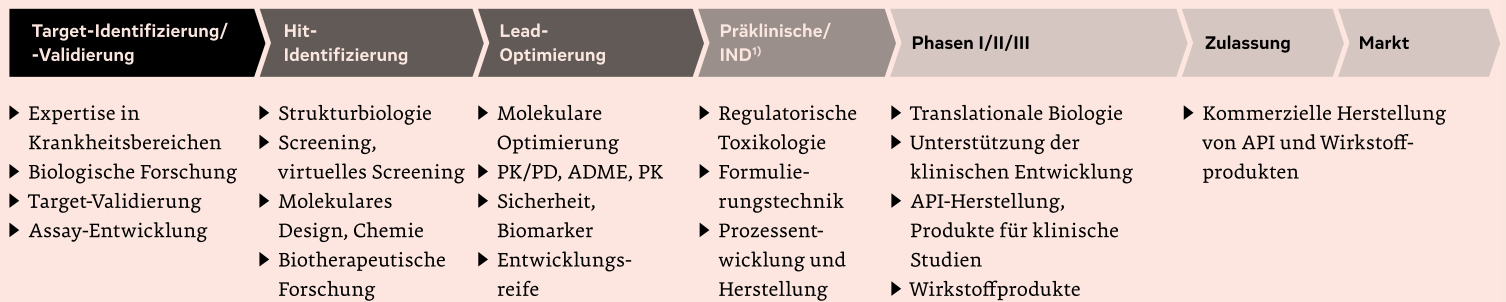 Target-Identifizierung/
-Validierung
Hit-
Identifizierung
Lead-
Optimierung
Präklinische/
IND¹⁾
Phasen I/II/III
Zulassung
Markt
Expertise in
Krankheitsbereichen
Biologische Forschung
Target-Validierung
Assay-Entwicklung
Strukturbiologie
Screening,
virtuelles Screening
Molekulares
Design, Chemie
Biotherapeutische
Forschung
Molekulare
Optimierung
PK/PD, ADME, PK
Sicherheit,
Biomarker
Entwicklungs-
reife
Regulatorische
Toxikologie
Formulie-
rungstechnik
Prozessent-
wicklung und
Herstellung
Translationale Biologie
Unterstützung der
klinischen Entwicklung
API-Herstellung,
Produkte für klinische
Studien
Wirkstoffprodukte
Kommerzielle Herstellung
von API und Wirkstoff-
produkten